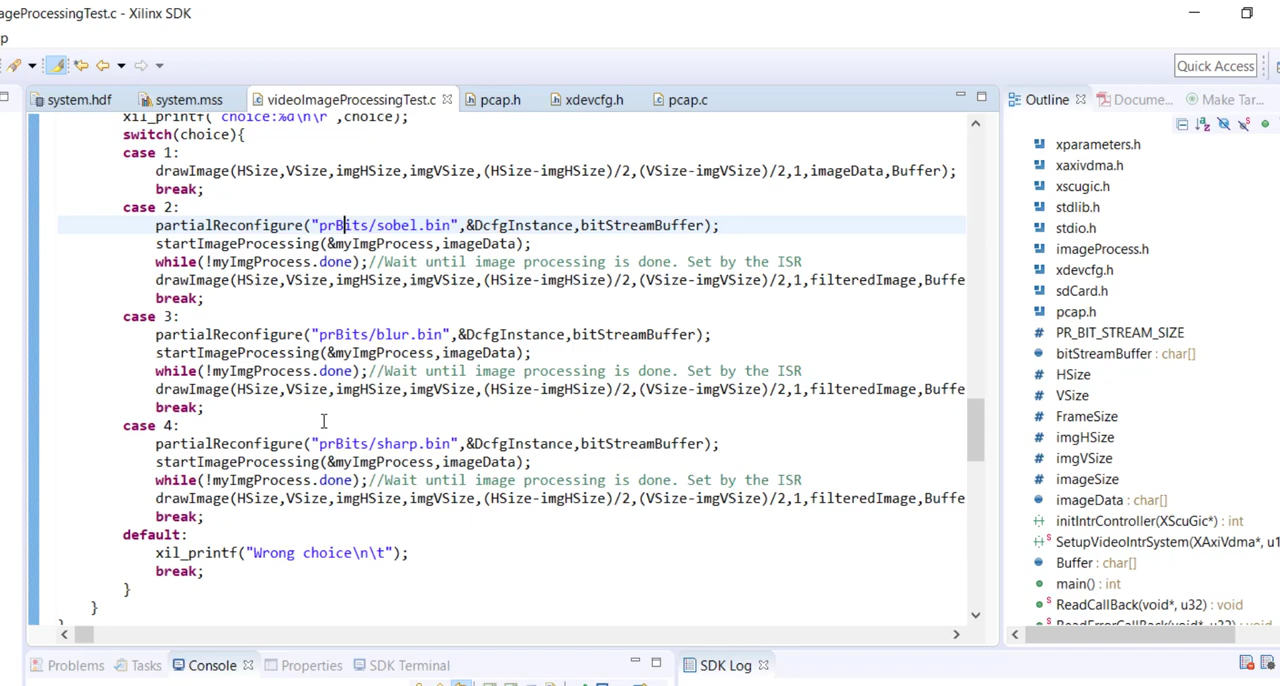 ageProcessingTest.c - Xilinx SDK
p
Quick Access
system.hdf system.mss videoImageProcessingTest.c pcap.h xdevcfg.h pcap.c
xil_printf("choice:%d\n\r",choice);
switch(choice){
case 1:
drawImage(HSize,VSize,imgHSize,imgVSize,(HSize-imgHSize)/2,(VSize-imgVSize)/2,1,imageData,Buffer);
break;
case 2:
partialReconfigure("prBits/sobel.bin",&DcfgInstance,bitStreamBuffer);
startImageProcessing(&myImgProcess,imageData);
while(!myImgProcess.done);//Wait until image processing is done. Set by the ISR
drawImage(HSize,VSize,imgHSize,imgVSize,(HSize-imgHSize)/2,(VSize-imgVSize)/2,1,filteredImage,Buffe
break;
case 3:
partialReconfigure("prBits/blur.bin",&DcfgInstance,bitStreamBuffer);
startImageProcessing(&myImgProcess,imageData);
while(!myImgProcess.done);//Wait until image processing is done. Set by the ISR
drawImage(HSize,VSize,imgHSize,imgVSize,(HSize-imgHSize)/2,(VSize-imgVSize)/2,1,filteredImage,Buffe
break;
case 4:
partialReconfigure("prBits/sharp.bin",&DcfgInstance,bitStreamBuffer);
startImageProcessing(&myImgProcess,imageData);
while(!myImgProcess.done);//Wait until image processing is done. Set by the ISR
drawImage(HSize,VSize,imgHSize,imgVSize,(HSize-imgHSize)/2,(VSize-imgVSize)/2,1,filteredImage,Buffe
break;
default:
xil_printf("Wrong choice\n\t");
break;
}
}
Outline Docume... Make Tar...
xparameters.h
xaxivdma.h
xscugic.h
stdlib.h
stdio.h
imageProcess.h
xdevcfg.h
sdCard.h
pcap.h
PR_BIT_STREAM_SIZE
bitStreamBuffer : char[]
HSize
VSize
FrameSize
imgHSize
imgVSize
imageSize
imageData : char[]
initIntrController(XScuGic*) : int
SetupVideoIntrSystem(XAxiVdma*, u1
Buffer : char[]
main() : int
ReadCallBack(void*, u32) : void
ReadErrorCallBack(void*, u32) : void
Problems Tasks Console Properties SDK Terminal
SDK Log